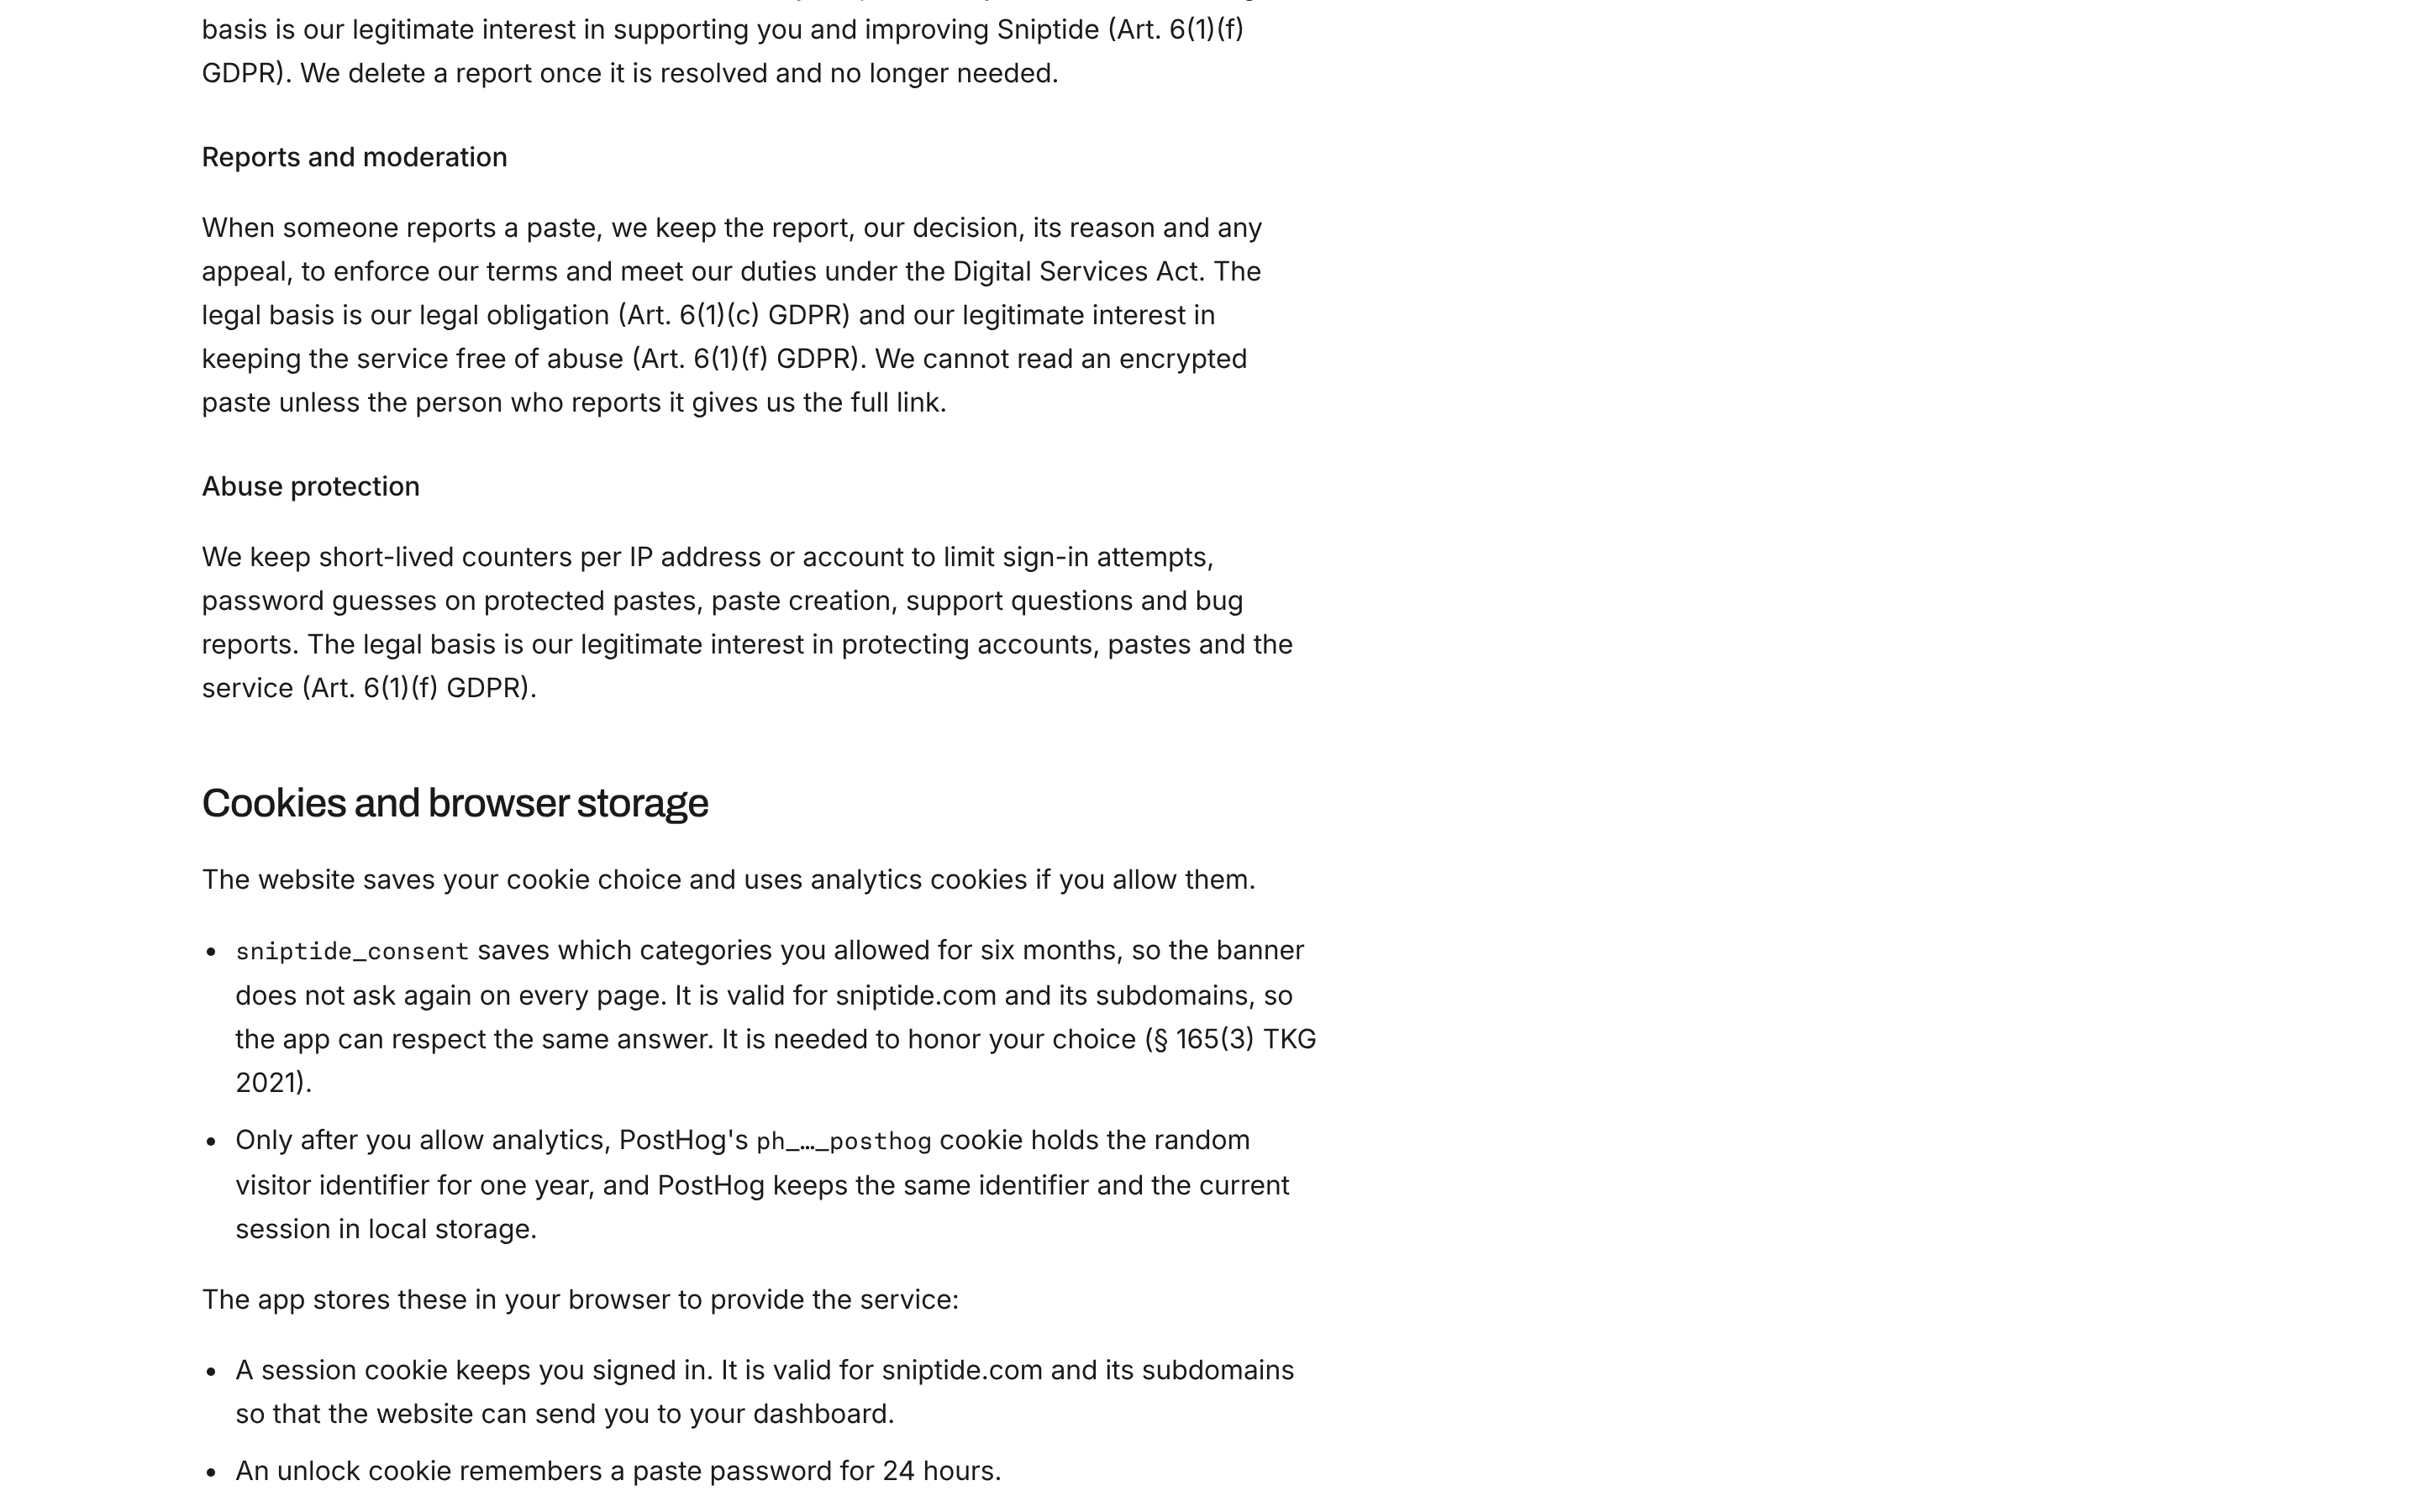 basis is our legitimate interest in supporting you and improving Sniptide (Art. 6(1)(f)
GDPR). We delete a report once it is resolved and no longer needed.
Reports and moderation
When someone reports a paste, we keep the report, our decision, its reason and any
appeal, to enforce our terms and meet our duties under the Digital Services Act. The
legal basis is our legal obligation (Art. 6(1)(c) GDPR) and our legitimate interest in
keeping the service free of abuse (Art. 6(1)(f) GDPR). We cannot read an encrypted
paste unless the person who reports it gives us the full link.
Abuse protection
We keep short-lived counters per IP address or account to limit sign-in attempts,
password guesses on protected pastes, paste creation, support questions and bug
reports. The legal basis is our legitimate interest in protecting accounts, pastes and the
service (Art. 6(1)(f) GDPR).
Cookies and browser storage
The website saves your cookie choice and uses analytics cookies if you allow them.
• sniptide_consent saves which categories you allowed for six months, so the banner
does not ask again on every page. It is valid for sniptide.com and its subdomains, so
the app can respect the same answer. It is needed to honor your choice (§ 165(3) TKG
2021).
• Only after you allow analytics, PostHog's ph_…_posthog cookie holds the random
visitor identifier for one year, and PostHog keeps the same identifier and the current
session in local storage.
The app stores these in your browser to provide the service:
• A session cookie keeps you signed in. It is valid for sniptide.com and its subdomains
so that the website can send you to your dashboard.
• An unlock cookie remembers a paste password for 24 hours.